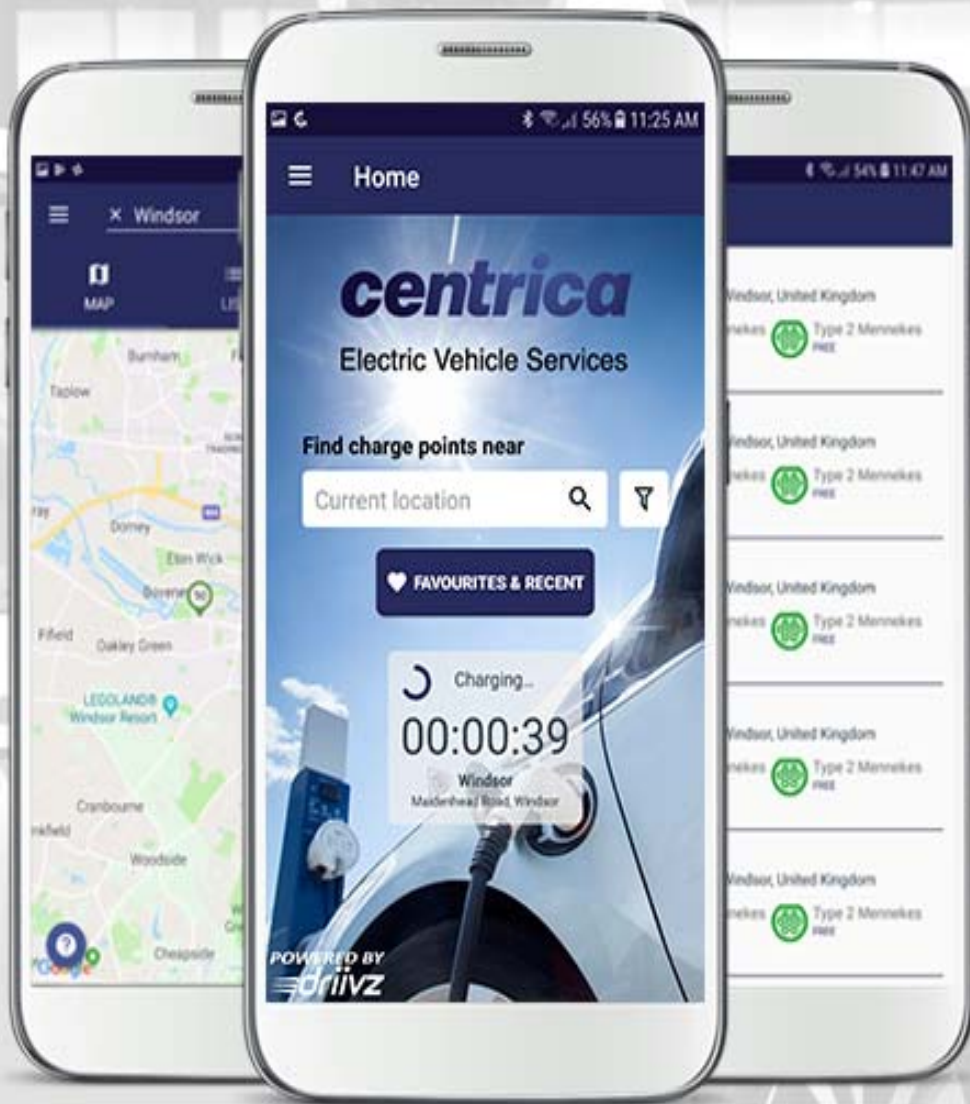 × Windsor
MAP
Burnham
Taplow
Dorney
Eton Wick
Fifield
Oakley Green
LEGOLAND®
Windsor Resort
Cranbourne
Woodside
Cheapside
56% 11:25 AM
Home
centrica
Electric Vehicle Services
Find charge points near
Current location
FAVOURITES & RECENT
Charging...
00:00:39
Windsor
Maidenhead Road, Windsor
POWERED BY
driivz
54% 11:47 AM
Windsor, United Kingdom
Type 2 Mennekes
FREE
Windsor, United Kingdom
Type 2 Mennekes
FREE
Windsor, United Kingdom
Type 2 Mennekes
FREE
Windsor, United Kingdom
Type 2 Mennekes
FREE
Windsor, United Kingdom
Type 2 Mennekes
FREE